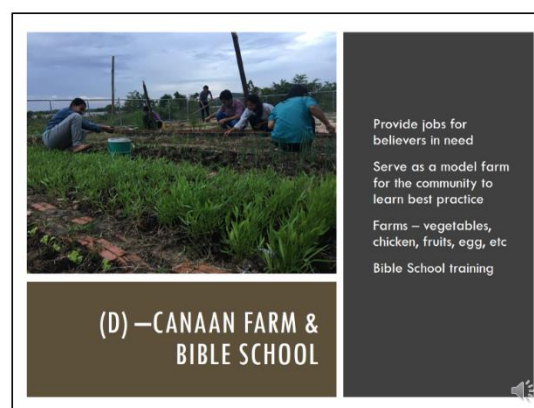 Provide jobs for
believers in need
Serve as a model farm
for the community to
learn best practice
Farms – vegetables,
chicken, fruits, egg, etc
Bible School training
(D) –CANAAN FARM &
BIBLE SCHOOL